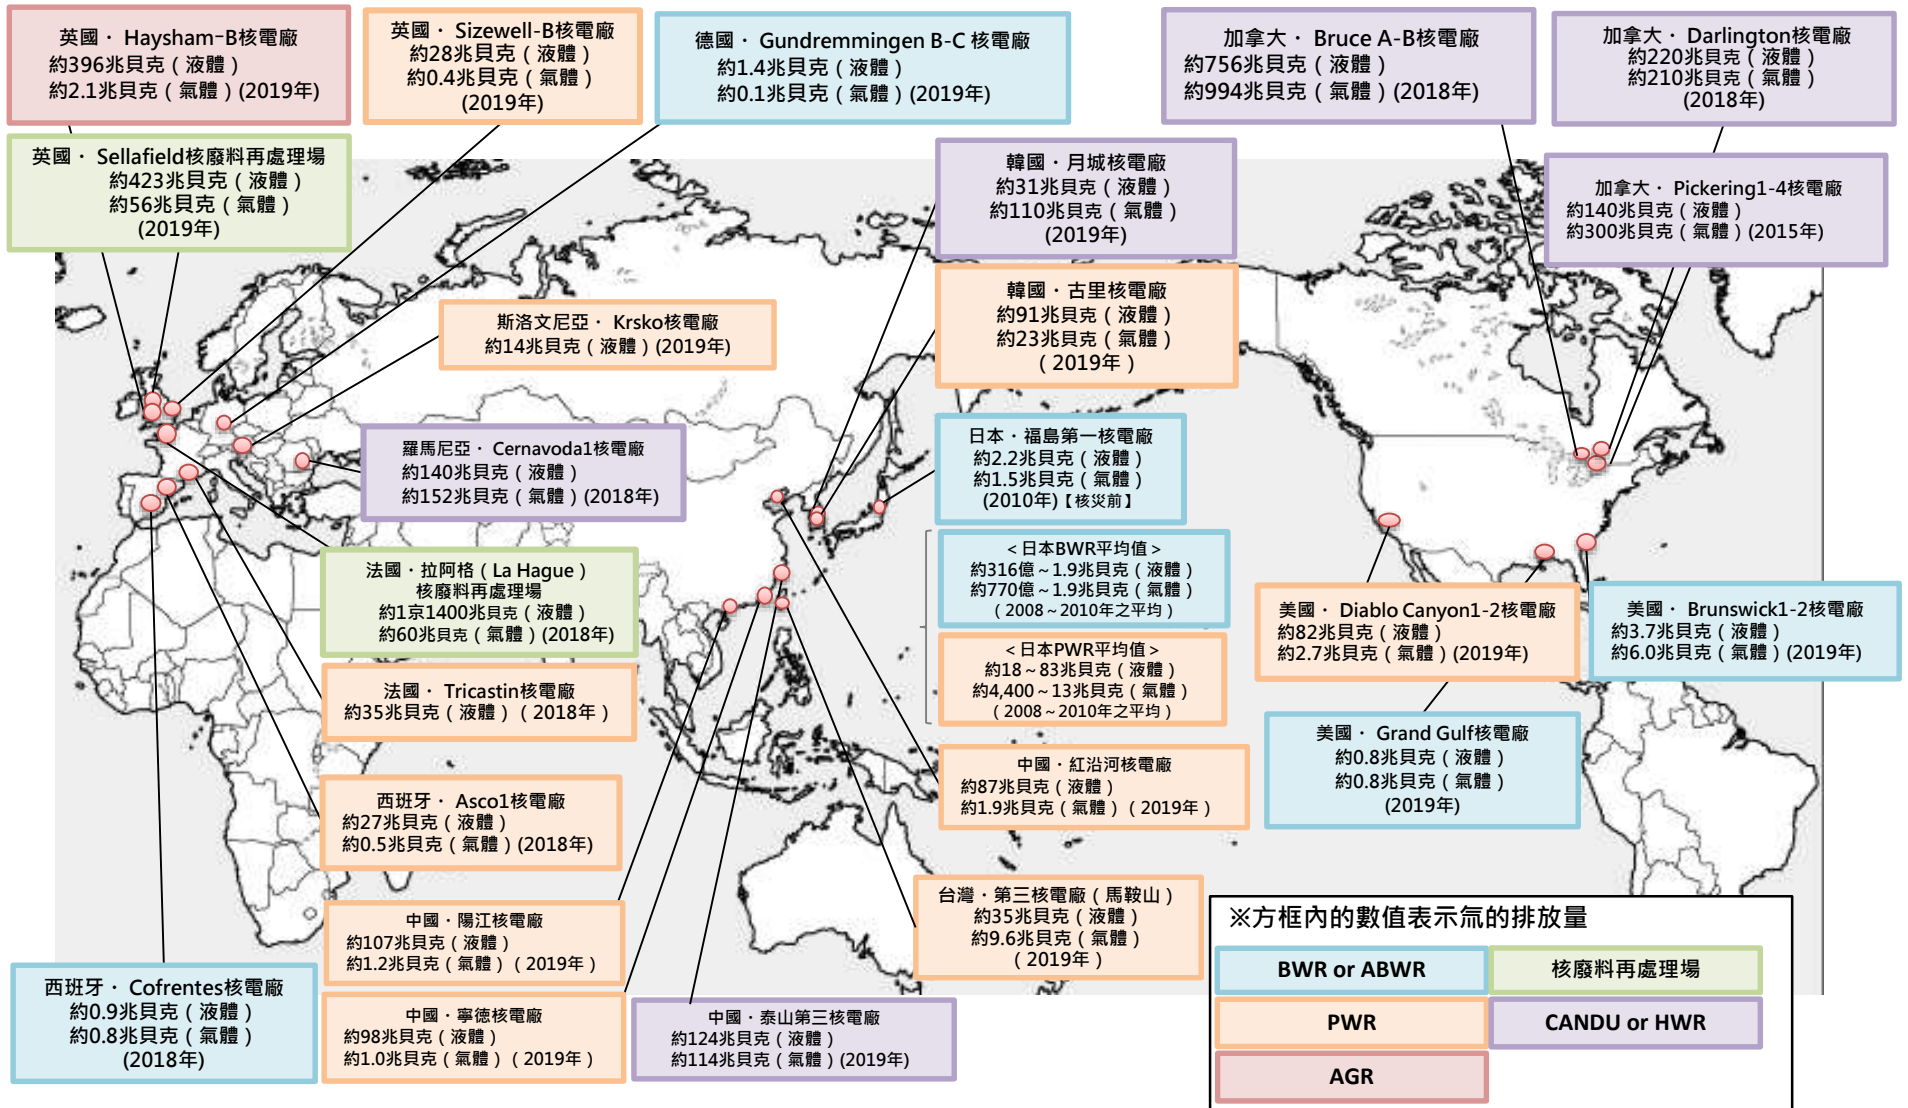 英國・ Haysham-B核電廠
約396兆貝克（液體）
約2.1兆貝克（氣體）(2019年)
英國・ Sizewell-B核電廠
約28兆貝克（液體）
約0.4兆貝克（氣體）
(2019年)
德國・ Gundremmingen B-C 核電廠
約1.4兆貝克（液體）
約0.1兆貝克（氣體）(2019年)
加拿大・ Bruce A-B核電廠
約756兆貝克（液體）
約994兆貝克（氣體）(2018年)
加拿大・ Darlington核電廠
約220兆貝克（液體）
約210兆貝克（氣體）
(2018年)
英國・ Sellafield核廢料再處理場
約423兆貝克（液體）
約56兆貝克（氣體）
(2019年)
韓國・月城核電廠
約31兆貝克（液體）
約110兆貝克（氣體）
(2019年)
加拿大・ Pickering1-4核電廠
約140兆貝克（液體）
約300兆貝克（氣體）(2015年)
韓國・古里核電廠
約91兆貝克（液體）
約23兆貝克（氣體）
（2019年）
斯洛文尼亞・ Krsko核電廠
約14兆貝克（液體）(2019年)
羅馬尼亞・ Cernavoda1核電廠
約140兆貝克（液體）
約152兆貝克（氣體）(2018年)
日本・福島第一核電廠
約2.2兆貝克（液體）
約1.5兆貝克（氣體）
(2010年)【核災前】
＜日本BWR平均值＞
約316億～1.9兆貝克（液體）
約770億～1.9兆貝克（氣體）
（2008～2010年之平均）
法國・拉阿格（La Hague）
核廢料再處理場
約1京1400兆貝克（液體）
約60兆貝克（氣體）(2018年)
＜日本PWR平均值＞
約18～83兆貝克（液體）
約4,400～13兆貝克（氣體）
（2008～2010年之平均）
美國・ Diablo Canyon1-2核電廠
約82兆貝克（液體）
約2.7兆貝克（氣體）(2019年)
美國・ Brunswick1-2核電廠
約3.7兆貝克（液體）
約6.0兆貝克（氣體）(2019年)
法國・ Tricastin核電廠
約35兆貝克（液體）（2018年）
美國・ Grand Gulf核電廠
約0.8兆貝克（液體）
約0.8兆貝克（氣體）
(2019年)
中國・紅沿河核電廠
約87兆貝克（液體）
約1.9兆貝克（氣體）（2019年）
西班牙・ Asco1核電廠
約27兆貝克（液體）
約0.5兆貝克（氣體）(2018年)
台灣・第三核電廠（馬鞍山）
約35兆貝克（液體）
約9.6兆貝克（氣體）
（2019年）
中國・陽江核電廠
約107兆貝克（液體）
約1.2兆貝克（氣體）（2019年）
西班牙・ Cofrentes核電廠
約0.9兆貝克（液體）
約0.8兆貝克（氣體）
(2018年)
中國・寧德核電廠
約98兆貝克（液體）
約1.0兆貝克（氣體）（2019年）
中國・泰山第三核電廠
約124兆貝克（液體）
約114兆貝克（氣體）(2019年)
※方框內的數值表示氚的排放量
BWR or ABWR
核廢料再處理場
PWR
CANDU or HWR
AGR